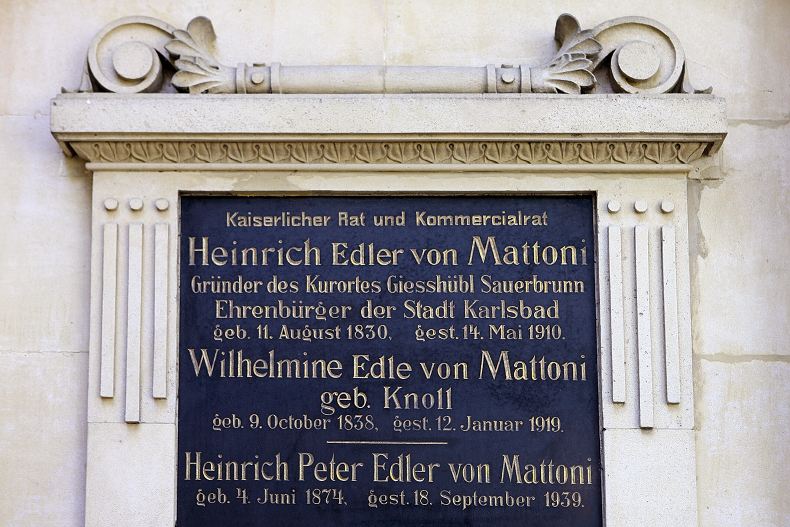 Kaiserlicher Rat und Kommercialrat
Heinrich Edler von Mattoni
Gründer des Kurortes Giesshübl Sauerbrunn
Ehrenbürger der Stadt Karlsbad
geb. 11. August 1830, gest. 14. Mai 1910.
Wilhelmine Edle von Mattoni
geb. Knoll
geb. 9. October 1838, gest. 12. Januar 1919.
Heinrich Peter Edler von Mattoni
geb. 4. Juni 1874, gest. 18. September 1939.